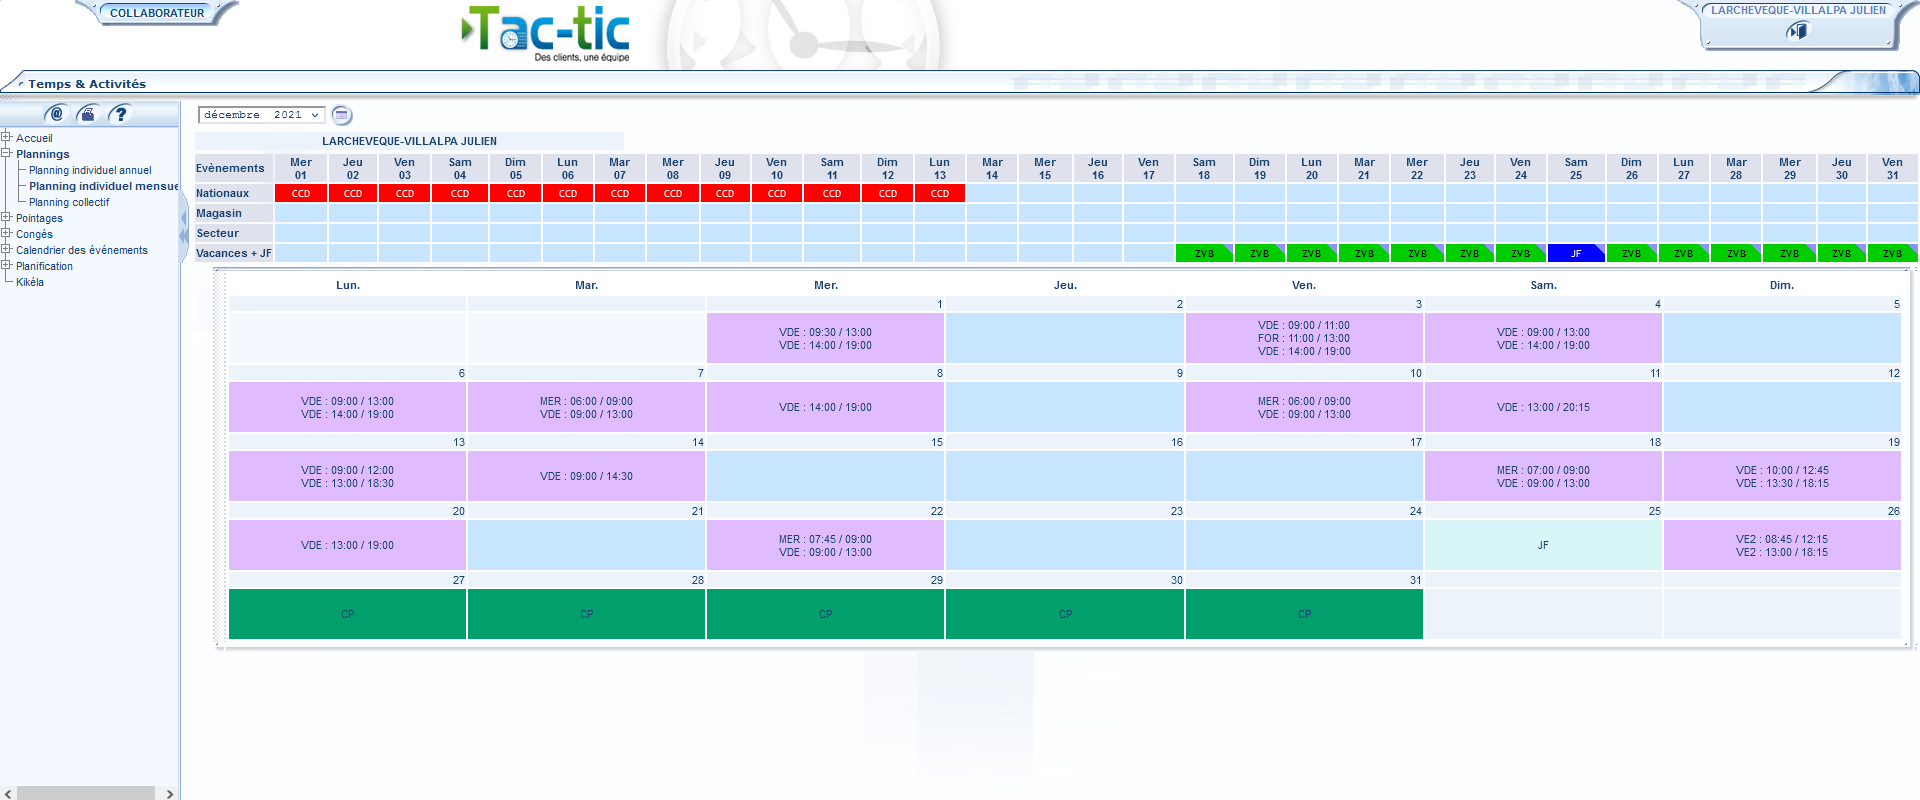 COLLABORATEUR
Tac-tic
Des clients, une équipe
LARCHEVEQUE-VILLALPA JULIEN
Temps & Activités
@ ?
Accueil
Plannings
Planning individuel annuel
Planning individuel mensue
Planning collectif
Pointages
Congés
Calendrier des événements
Planification
Kikéla
décembre 2021
LARCHEVEQUE-VILLALPA JULIEN
Evènements Mer 01 Jeu 02 Ven 03 Sam 04 Dim 05 Lun 06 Mar 07 Mer 08 Jeu 09 Ven 10 Sam 11 Dim 12 Lun 13 Mar 14 Mer 15 Jeu 16 Ven 17 Sam 18 Dim 19 Lun 20 Mar 21 Mer 22 Jeu 23 Ven 24 Sam 25 Dim 26 Lun 27 Mar 28 Mer 29 Jeu 30 Ven 31
Nationaux CCD CCD CCD CCD CCD CCD CCD CCD CCD CCD CCD CCD CCD
Magasin
Secteur
Vacances + JF ZVB ZVB ZVB ZVB ZVB ZVB ZVB JF ZVB ZVB ZVB ZVB ZVB ZVB
Lun. Mar. Mer. Jeu. Ven. Sam. Dim.
1 2 3 4 5
VDE : 09:30 / 13:00
VDE : 14:00 / 19:00
VDE : 09:00 / 11:00
FOR : 11:00 / 13:00
VDE : 14:00 / 19:00
VDE : 09:00 / 13:00
VDE : 14:00 / 19:00
6 7 8 9 10 11 12
VDE : 09:00 / 13:00
VDE : 14:00 / 19:00
MER : 06:00 / 09:00
VDE : 09:00 / 13:00
VDE : 14:00 / 19:00
MER : 06:00 / 09:00
VDE : 09:00 / 13:00
VDE : 13:00 / 20:15
13 14 15 16 17 18 19
VDE : 09:00 / 12:00
VDE : 13:00 / 18:30
VDE : 09:00 / 14:30
MER : 07:00 / 09:00
VDE : 09:00 / 13:00
VDE : 10:00 / 12:45
VDE : 13:30 / 18:15
20 21 22 23 24 25 26
VDE : 13:00 / 19:00
MER : 07:45 / 09:00
VDE : 09:00 / 13:00
JF
VE2 : 08:45 / 12:15
VE2 : 13:00 / 18:15
27 28 29 30 31
CP CP CP CP CP